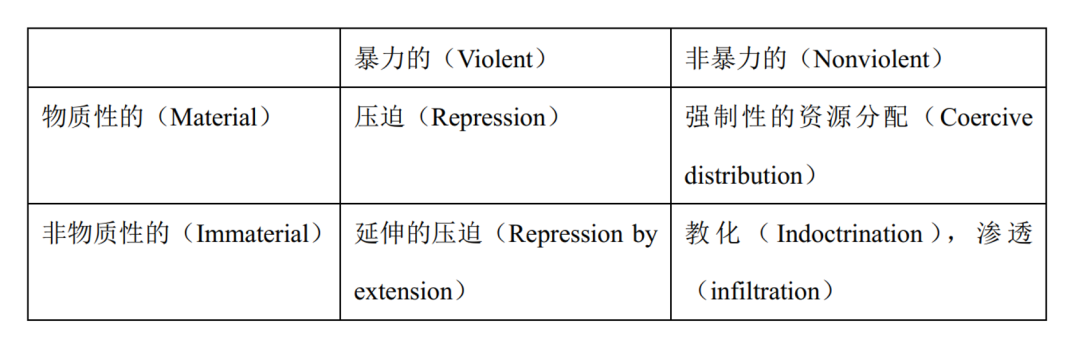 暴力的（Violent） 非暴力的（Nonviolent）
物质性的（Material） 压迫（Repression） 强制性的资源分配（Coercive
distribution）
非物质性的（Immaterial） 延伸的压迫（Repression by 教化（Indoctrination），渗透
extension） （infiltration）